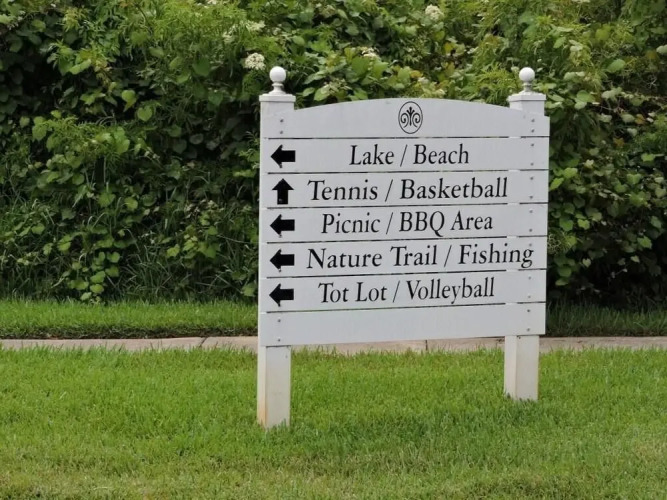 Lake / Beach
Tennis / Basketball
Picnic / BBQ Area
Nature Trail / Fishing
Tot Lot / Volleyball